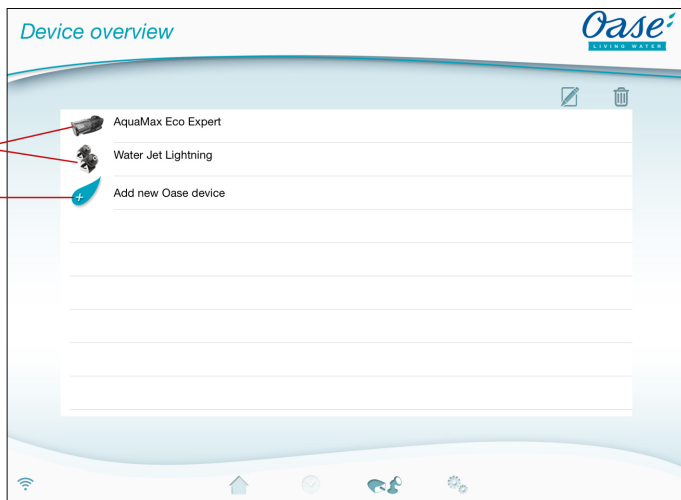 Device overview
Oase
LIVING WATER
AquaMax Eco Expert
Water Jet Lightning
Add new Oase device